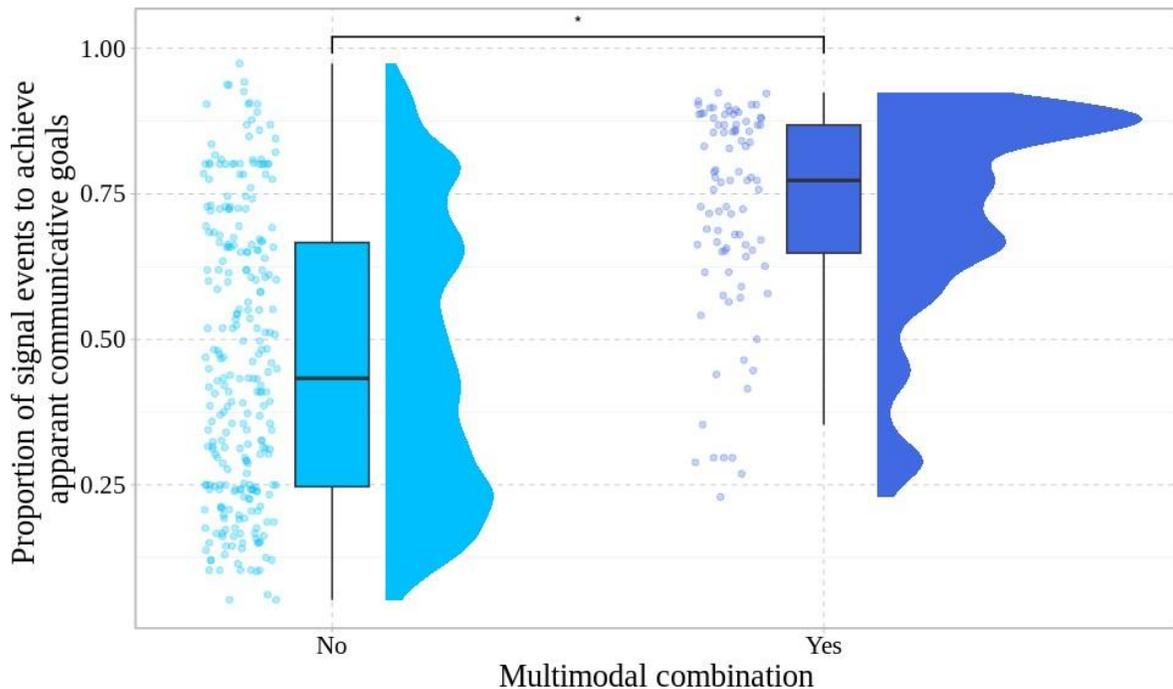 *
Proportion of signal events to achieve
apparant communicative goals
1.00
0.75
0.50
0.25
No
Yes
Multimodal combination